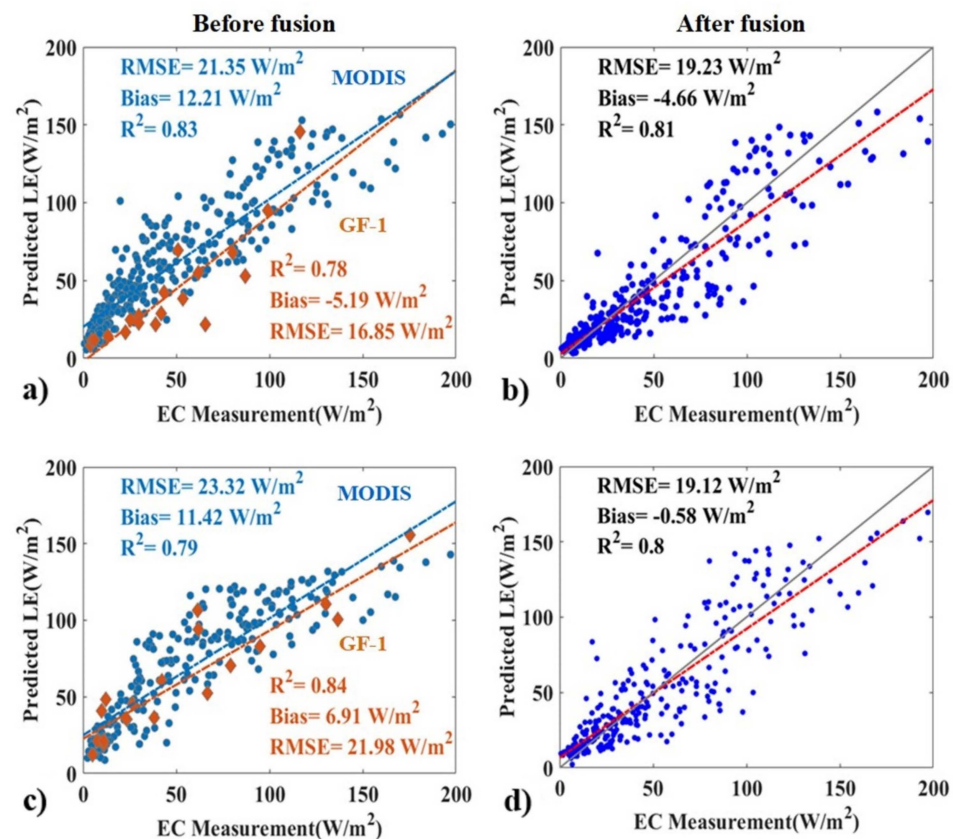 Before fusion
After fusion
200
150
100
50
0
Predicted LE(W/m²)
RMSE= 21.35 W/m²
MODIS
Bias= 12.21 W/m²
R²= 0.83
GF-1
R²= 0.78
Bias= -5.19 W/m²
RMSE= 16.85 W/m²
0
50
100
150
200
a)
EC Measurement(W/m²)
200
150
100
50
0
Predicted LE(W/m²)
RMSE= 19.23 W/m²
Bias= -4.66 W/m²
R²= 0.81
0
50
100
150
200
b)
EC Measurement(W/m²)
200
150
100
50
0
Predicted LE(W/m²)
RMSE= 23.32 W/m²
MODIS
Bias= 11.42 W/m²
R²= 0.79
GF-1
R²= 0.84
Bias= 6.91 W/m²
RMSE= 21.98 W/m²
0
50
100
150
200
c)
EC Measurement(W/m²)
200
150
100
50
0
Predicted LE(W/m²)
RMSE= 19.12 W/m²
Bias= -0.58 W/m²
R²= 0.8
0
50
100
150
200
d)
EC Measurement(W/m²)